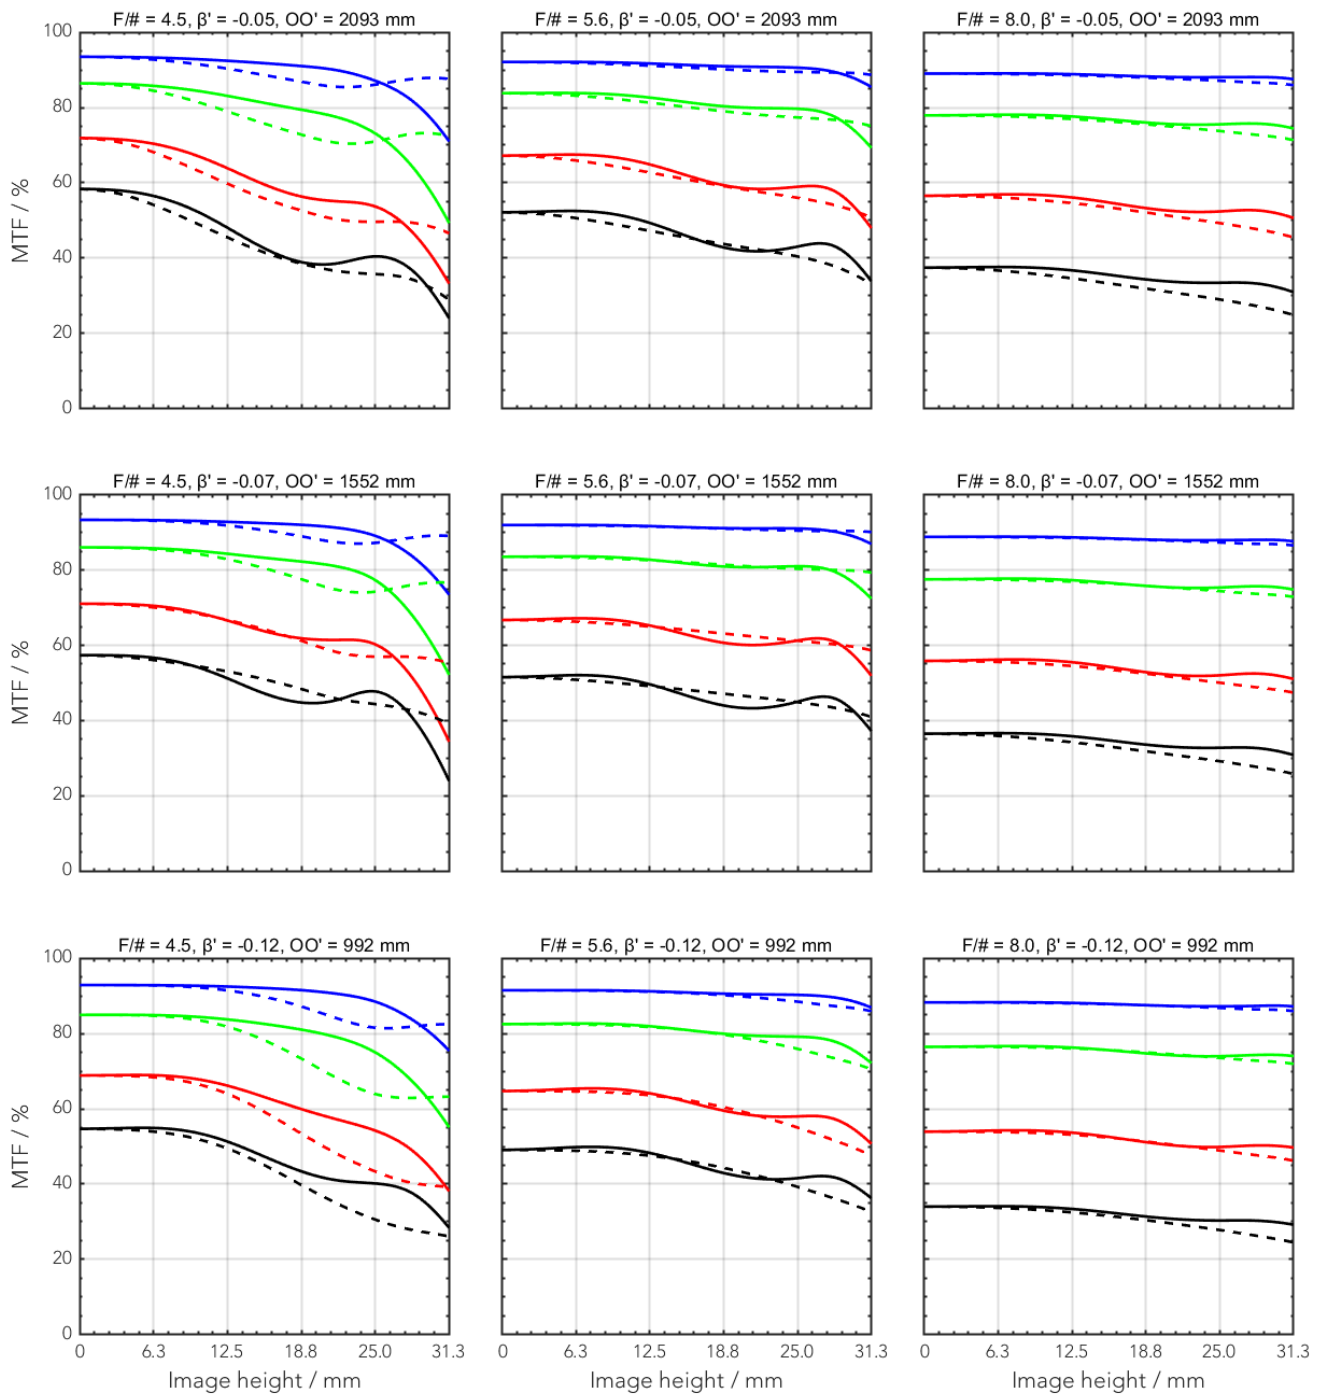 F/# = 4.5, β' = -0.05, OO' = 2093 mm
F/# = 5.6, β' = -0.05, OO' = 2093 mm
F/# = 8.0, β' = -0.05, OO' = 2093 mm
100
80
60
40
20
0
MTF / %
F/# = 4.5, β' = -0.07, OO' = 1552 mm
F/# = 5.6, β' = -0.07, OO' = 1552 mm
F/# = 8.0, β' = -0.07, OO' = 1552 mm
100
80
60
40
20
0
MTF / %
F/# = 4.5, β' = -0.12, OO' = 992 mm
F/# = 5.6, β' = -0.12, OO' = 992 mm
F/# = 8.0, β' = -0.12, OO' = 992 mm
100
80
60
40
20
0
MTF / %
0 6.3 12.5 18.8 25.0 31.3
0 6.3 12.5 18.8 25.0 31.3
0 6.3 12.5 18.8 25.0 31.3
Image height / mm
Image height / mm
Image height / mm